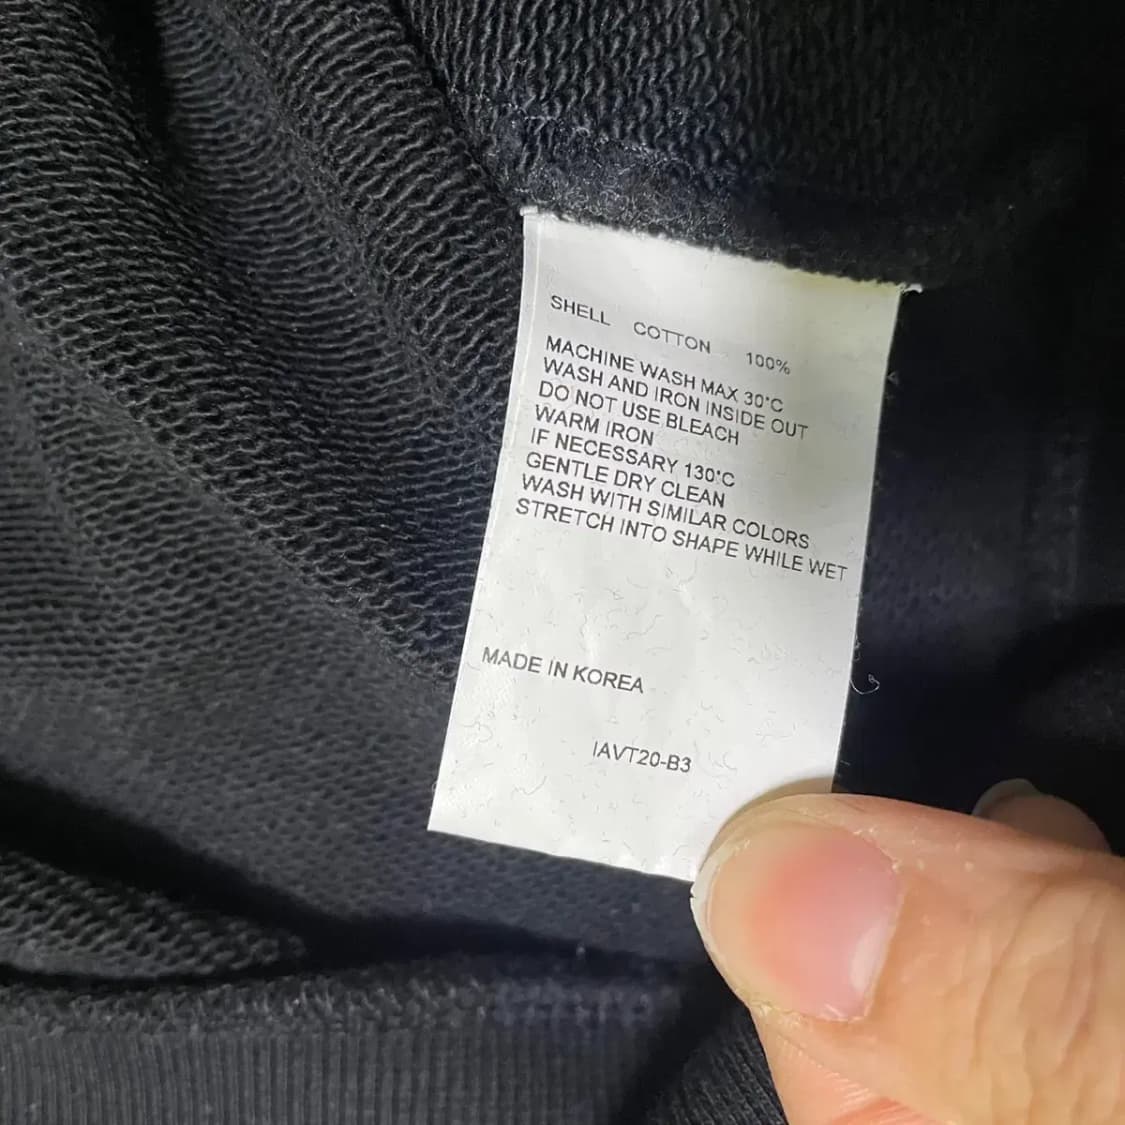 SHELL COTTON 100%
MACHINE WASH MAX 30°C
WASH AND IRON INSIDE OUT
DO NOT USE BLEACH
WARM IRON
IF NECESSARY 130°C
GENTLE DRY CLEAN
WASH WITH SIMILAR COLORS
STRETCH INTO SHAPE WHILE WET
MADE IN KOREA
IAVT20-B3